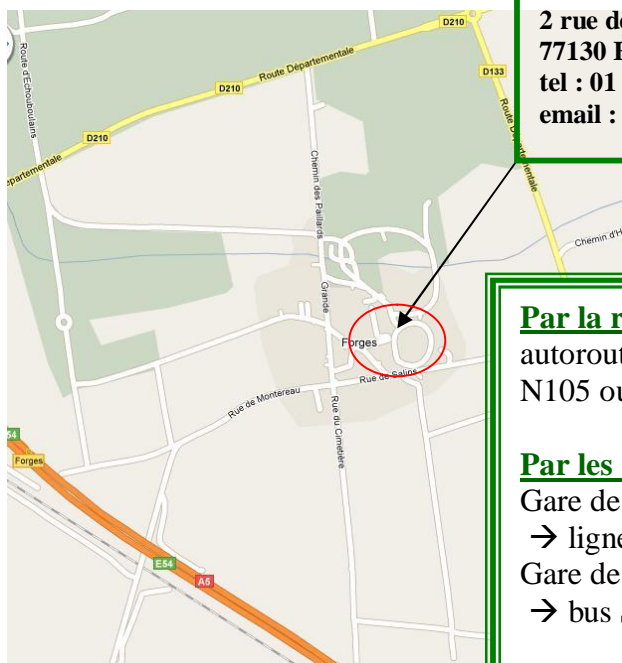 D210
2 rue de
77130
tel : 01
email :
Route d'Echouboulains
Route Départementale
D210
D133
D210
Départementale
Route Départementale
Chemin des Paillards
Chemin
Grande
Forges
Rue de Salins
Rue de Montereau
Rue du Cimetière
Forges
E54
A5
Par la
autorout
N105 ou
Par les
Gare de
→ ligne
Gare de
→ bus